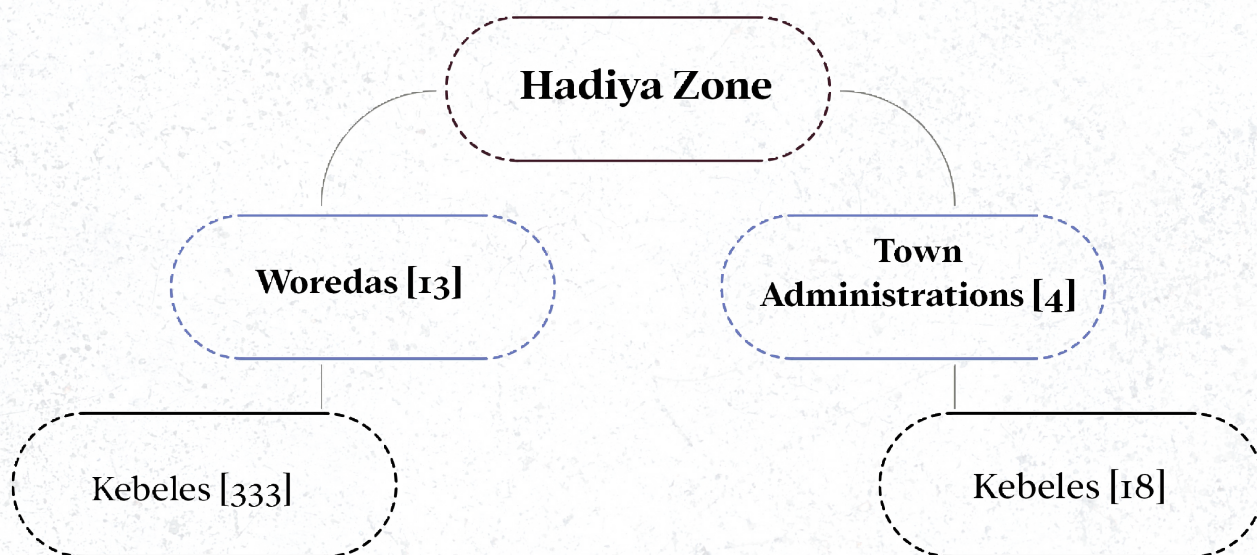 Hadiya Zone
Woredas [13]
Town
Administrations [4]
Kebeles [333]
Kebeles [18]